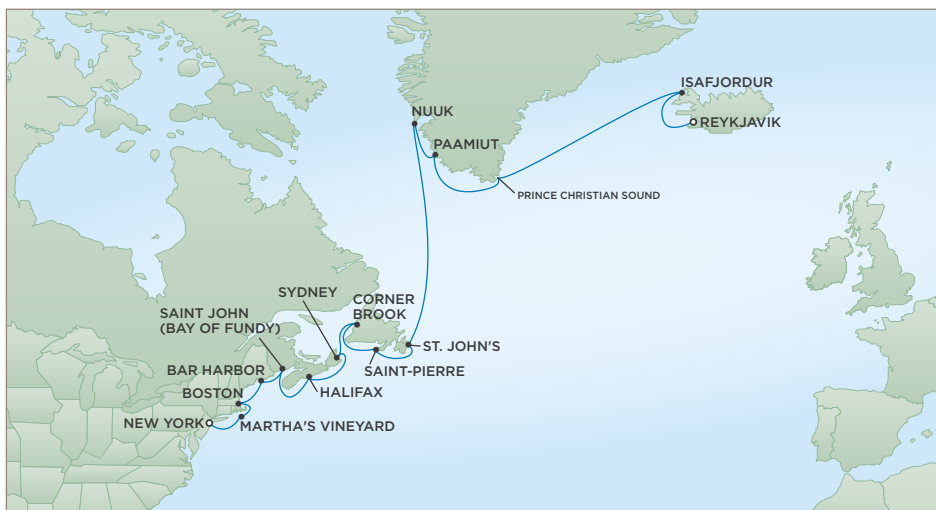 ISAFJORDUR
NUUK
REYKJAVIK
PAAMIUT
PRINCE CHRISTIAN SOUND
SYDNEY
CORNER
BROOK
SAINT JOHN
(BAY OF FUNDY)
ST. JOHN'S
BAR HARBOR
SAINT-PIERRE
BOSTON
HALIFAX
NEW YORK
MARTHA'S VINEYARD